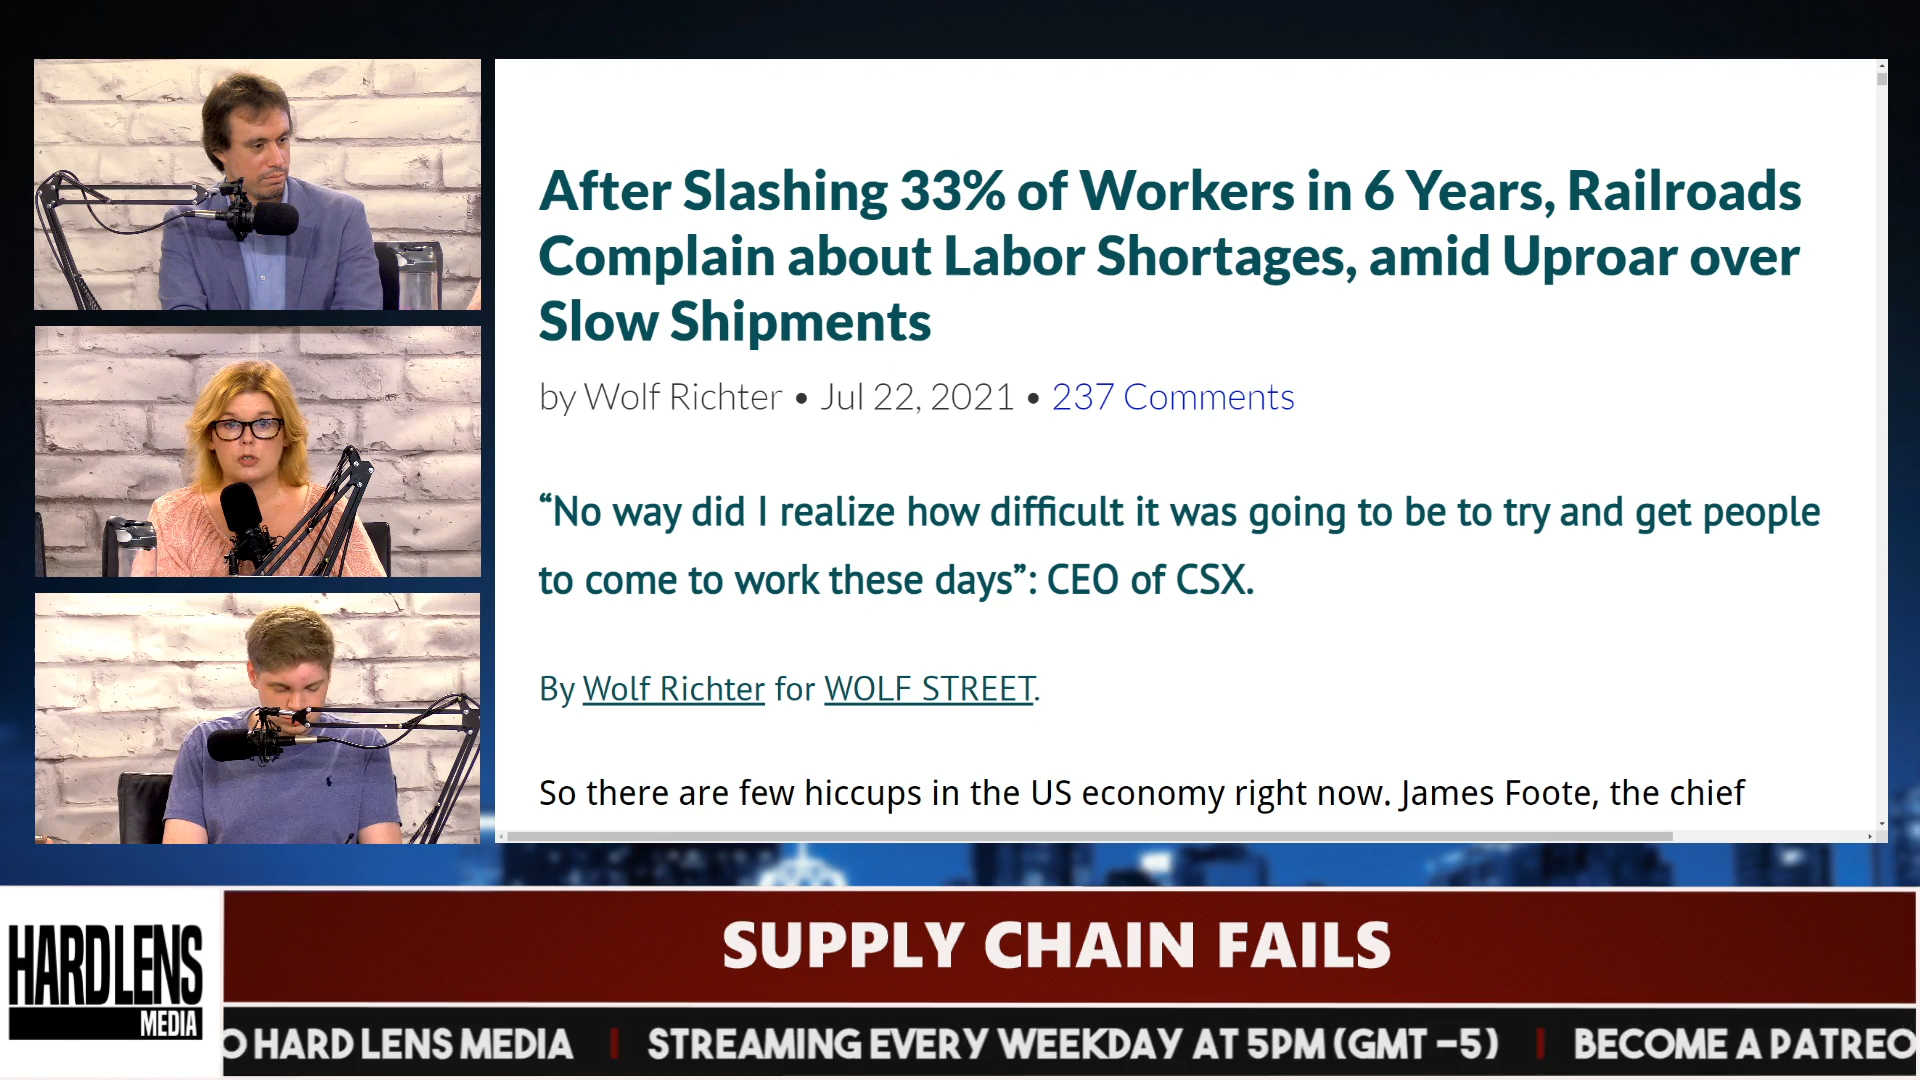 After Slashing 33% of Workers in 6 Years, Railroads
Complain about Labor Shortages, amid Uproar over
Slow Shipments
by Wolf Richter • Jul 22, 2021 • 237 Comments
“No way did I realize how difficult it was going to be to try and get people
to come to work these days”: CEO of CSX.
By Wolf Richter for WOLF STREET.
So there are few hiccups in the US economy right now. James Foote, the chief
SUPPLY CHAIN FAILS
HARD LENS
MEDIA
O HARD LENS MEDIA | STREAMING EVERY WEEKDAY AT 5PM (GMT -5) | BECOME A PATREO